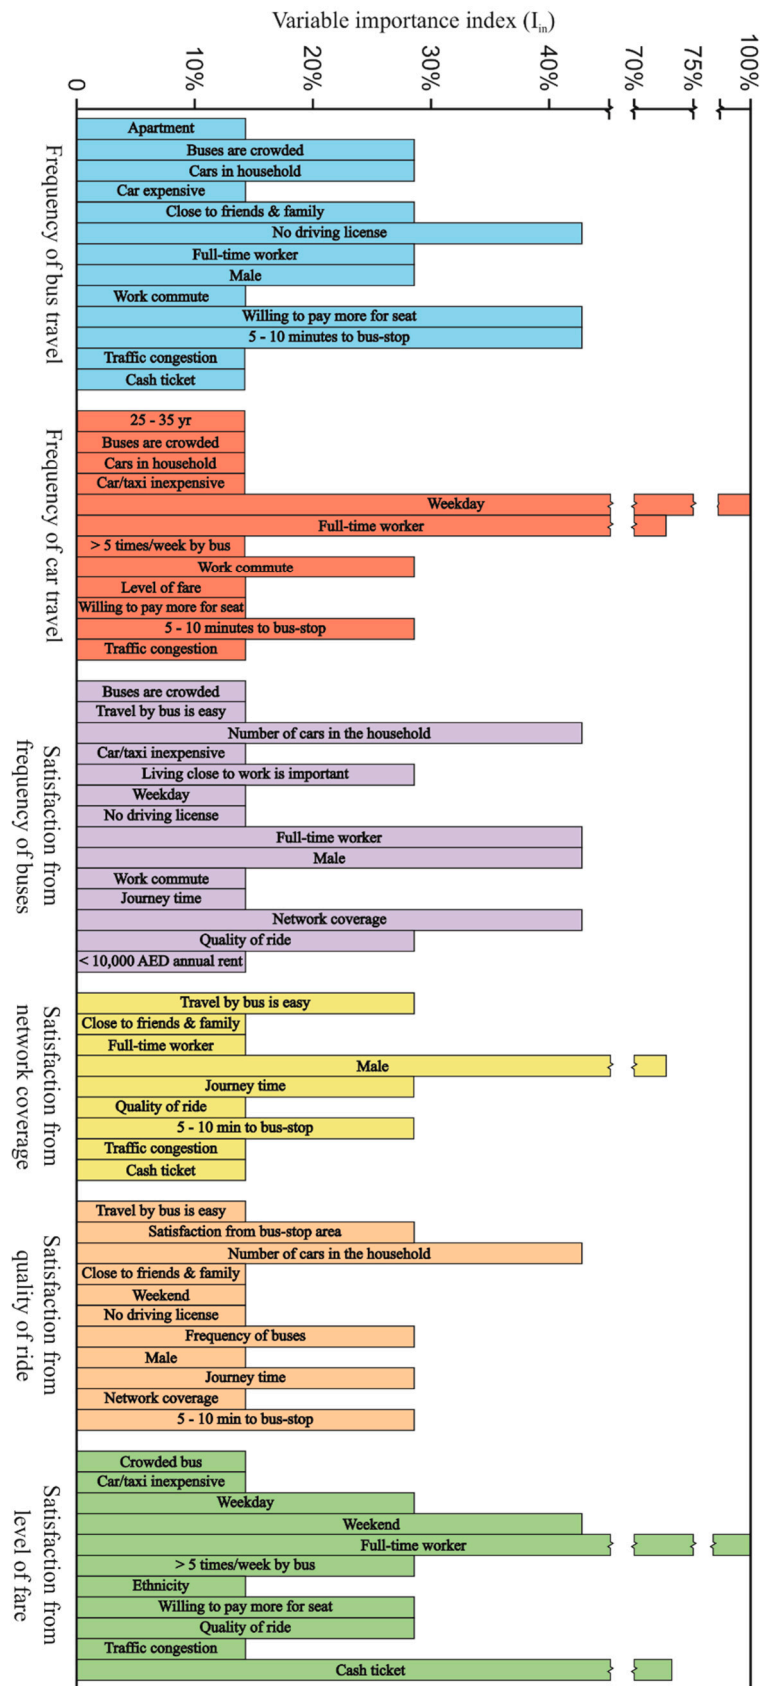 Variable importance index (Iin)
0
10%
20%
30%
40%
70%
75%
100%
Frequency of bus travel
Apartment
Buses are crowded
Cars in household
Car expensive
Close to friends & family
No driving license
Full-time worker
Male
Work commute
Willing to pay more for seat
5 - 10 minutes to bus-stop
Traffic congestion
Cash ticket
Frequency of car travel
25 - 35 yr
Buses are crowded
Cars in household
Car/taxi inexpensive
Weekday
Full-time worker
> 5 times/week by bus
Work commute
Level of fare
Willing to pay more for seat
5 - 10 minutes to bus-stop
Traffic congestion
Satisfaction from
frequency of buses
Buses are crowded
Travel by bus is easy
Number of cars in the household
Car/taxi inexpensive
Living close to work is important
Weekday
No driving license
Full-time worker
Male
Work commute
Journey time
Network coverage
Quality of ride
< 10,000 AED annual rent
Satisfaction from
network coverage
Travel by bus is easy
Close to friends & family
Full-time worker
Male
Journey time
Quality of ride
5 - 10 min to bus-stop
Traffic congestion
Cash ticket
Satisfaction from
quality of ride
Travel by bus is easy
Satisfaction from bus-stop area
Number of cars in the household
Close to friends & family
Weekend
No driving license
Frequency of buses
Male
Journey time
Network coverage
5 - 10 min to bus-stop
Satisfaction from
level of fare
Crowded bus
Car/taxi inexpensive
Weekday
Weekend
Full-time worker
> 5 times/week by bus
Ethnicity
Willing to pay more for seat
Quality of ride
Traffic congestion
Cash ticket